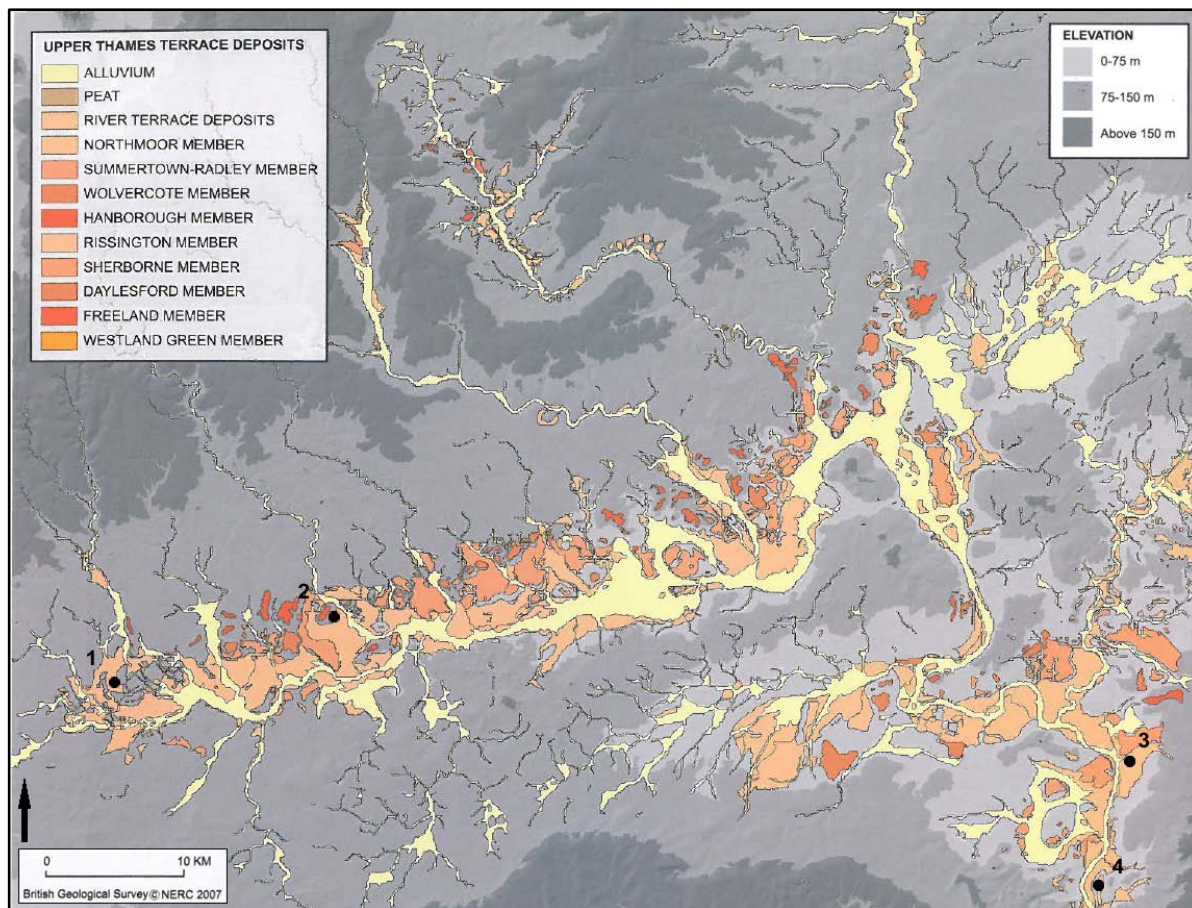 UPPER THAMES TERRACE DEPOSITS
ALLUVIUM
PEAT
RIVER TERRACE DEPOSITS
NORTHMOOR MEMBER
SUMMERTOWN-RADLEY MEMBER
WOLVERCOTE MEMBER
HANBOROUGH MEMBER
RISSINGTON MEMBER
SHERBORNE MEMBER
DAYLESFORD MEMBER
FREELAND MEMBER
WESTLAND GREEN MEMBER
ELEVATION
0-75 m
75-150 m
Above 150 m
2
1
3
4
0 10 KM
British Geological Survey © NERC 2007